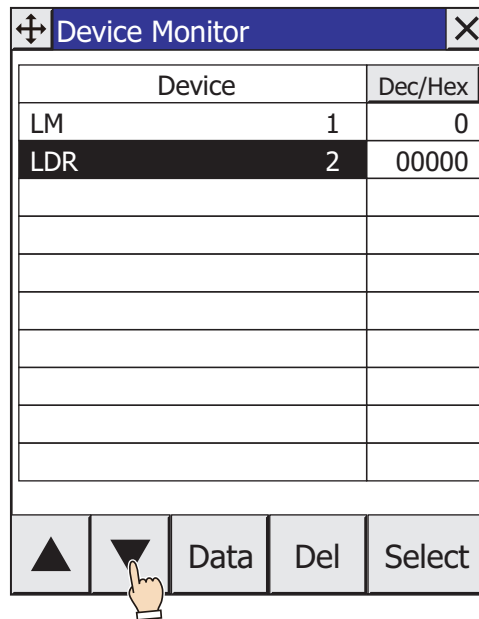 Device Monitor
Device Dec/Hex
LM 1 0
LDR 2 00000
Data Del Select